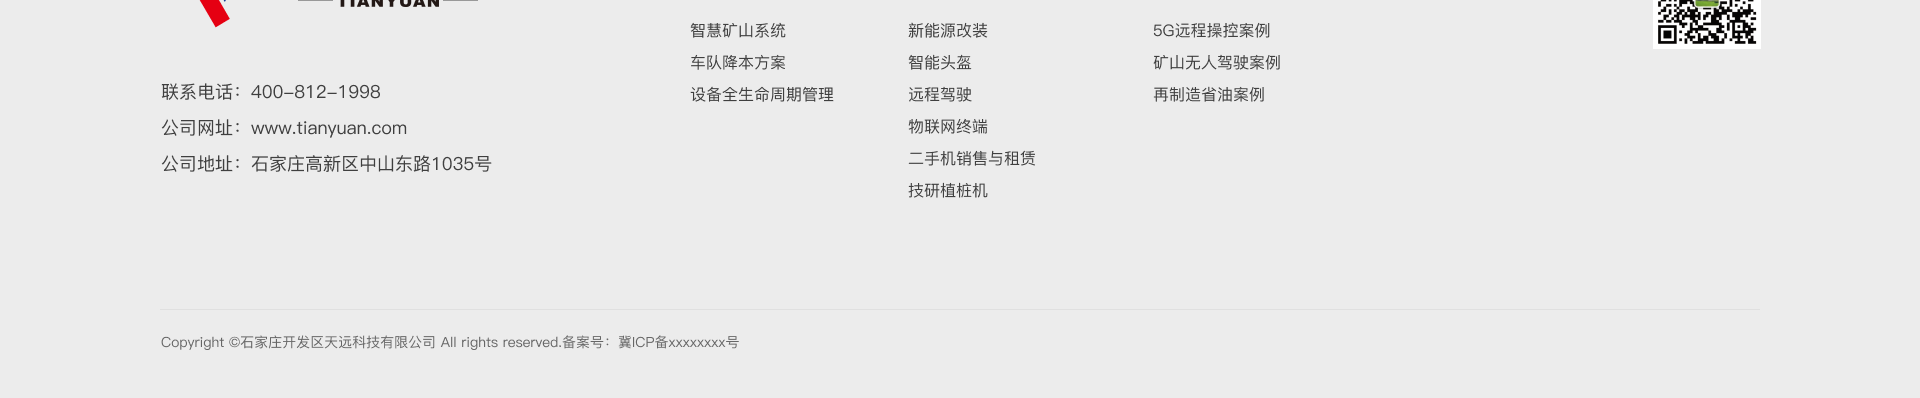 TIANYUAN
联系电话：400-812-1998
公司网址：www.tianyuan.com
公司地址：石家庄高新区中山东路1035号
智慧矿山系统
车队降本方案
设备全生命周期管理
新能源改装
智能头盔
远程驾驶
物联网终端
二手机销售与租赁
技研植桩机
5G远程操控案例
矿山无人驾驶案例
再制造省油案例
Copyright ©石家庄开发区天远科技有限公司 All rights reserved.备案号：冀ICP备xxxxxxxx号